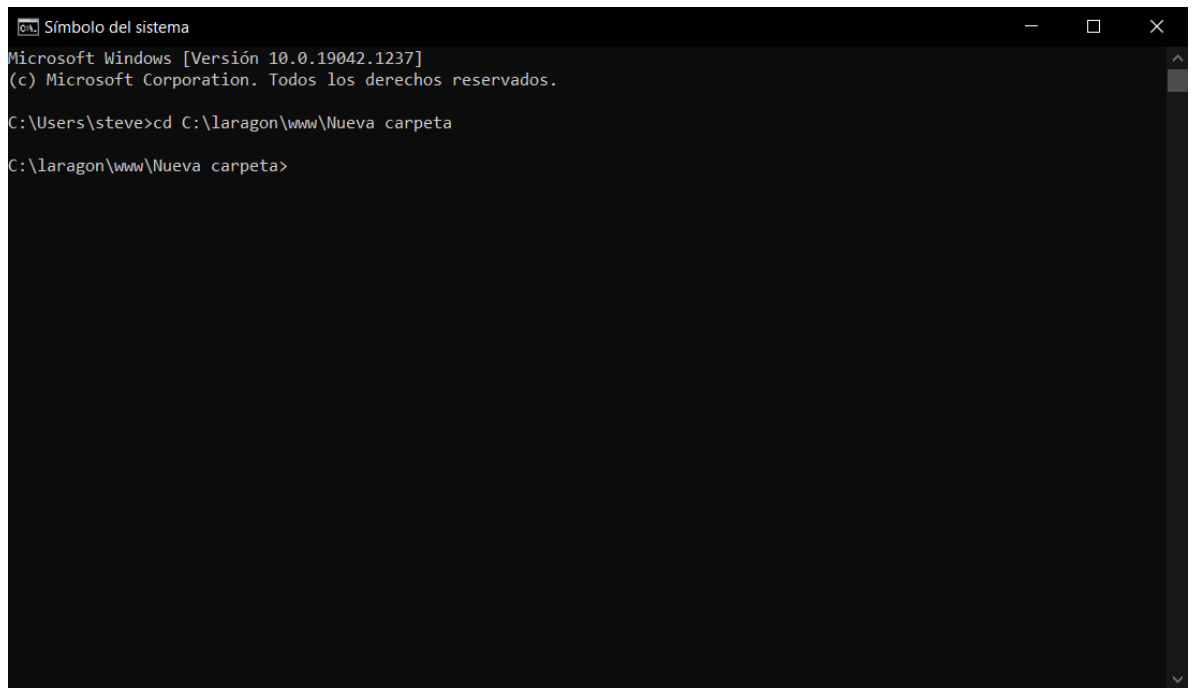 Símbolo del sistema
Microsoft Windows [Versión 10.0.19042.1237]
(c) Microsoft Corporation. Todos los derechos reservados.
C:\Users\steve>cd C:\laragon\www\Nueva carpeta
C:\laragon\www\Nueva carpeta>